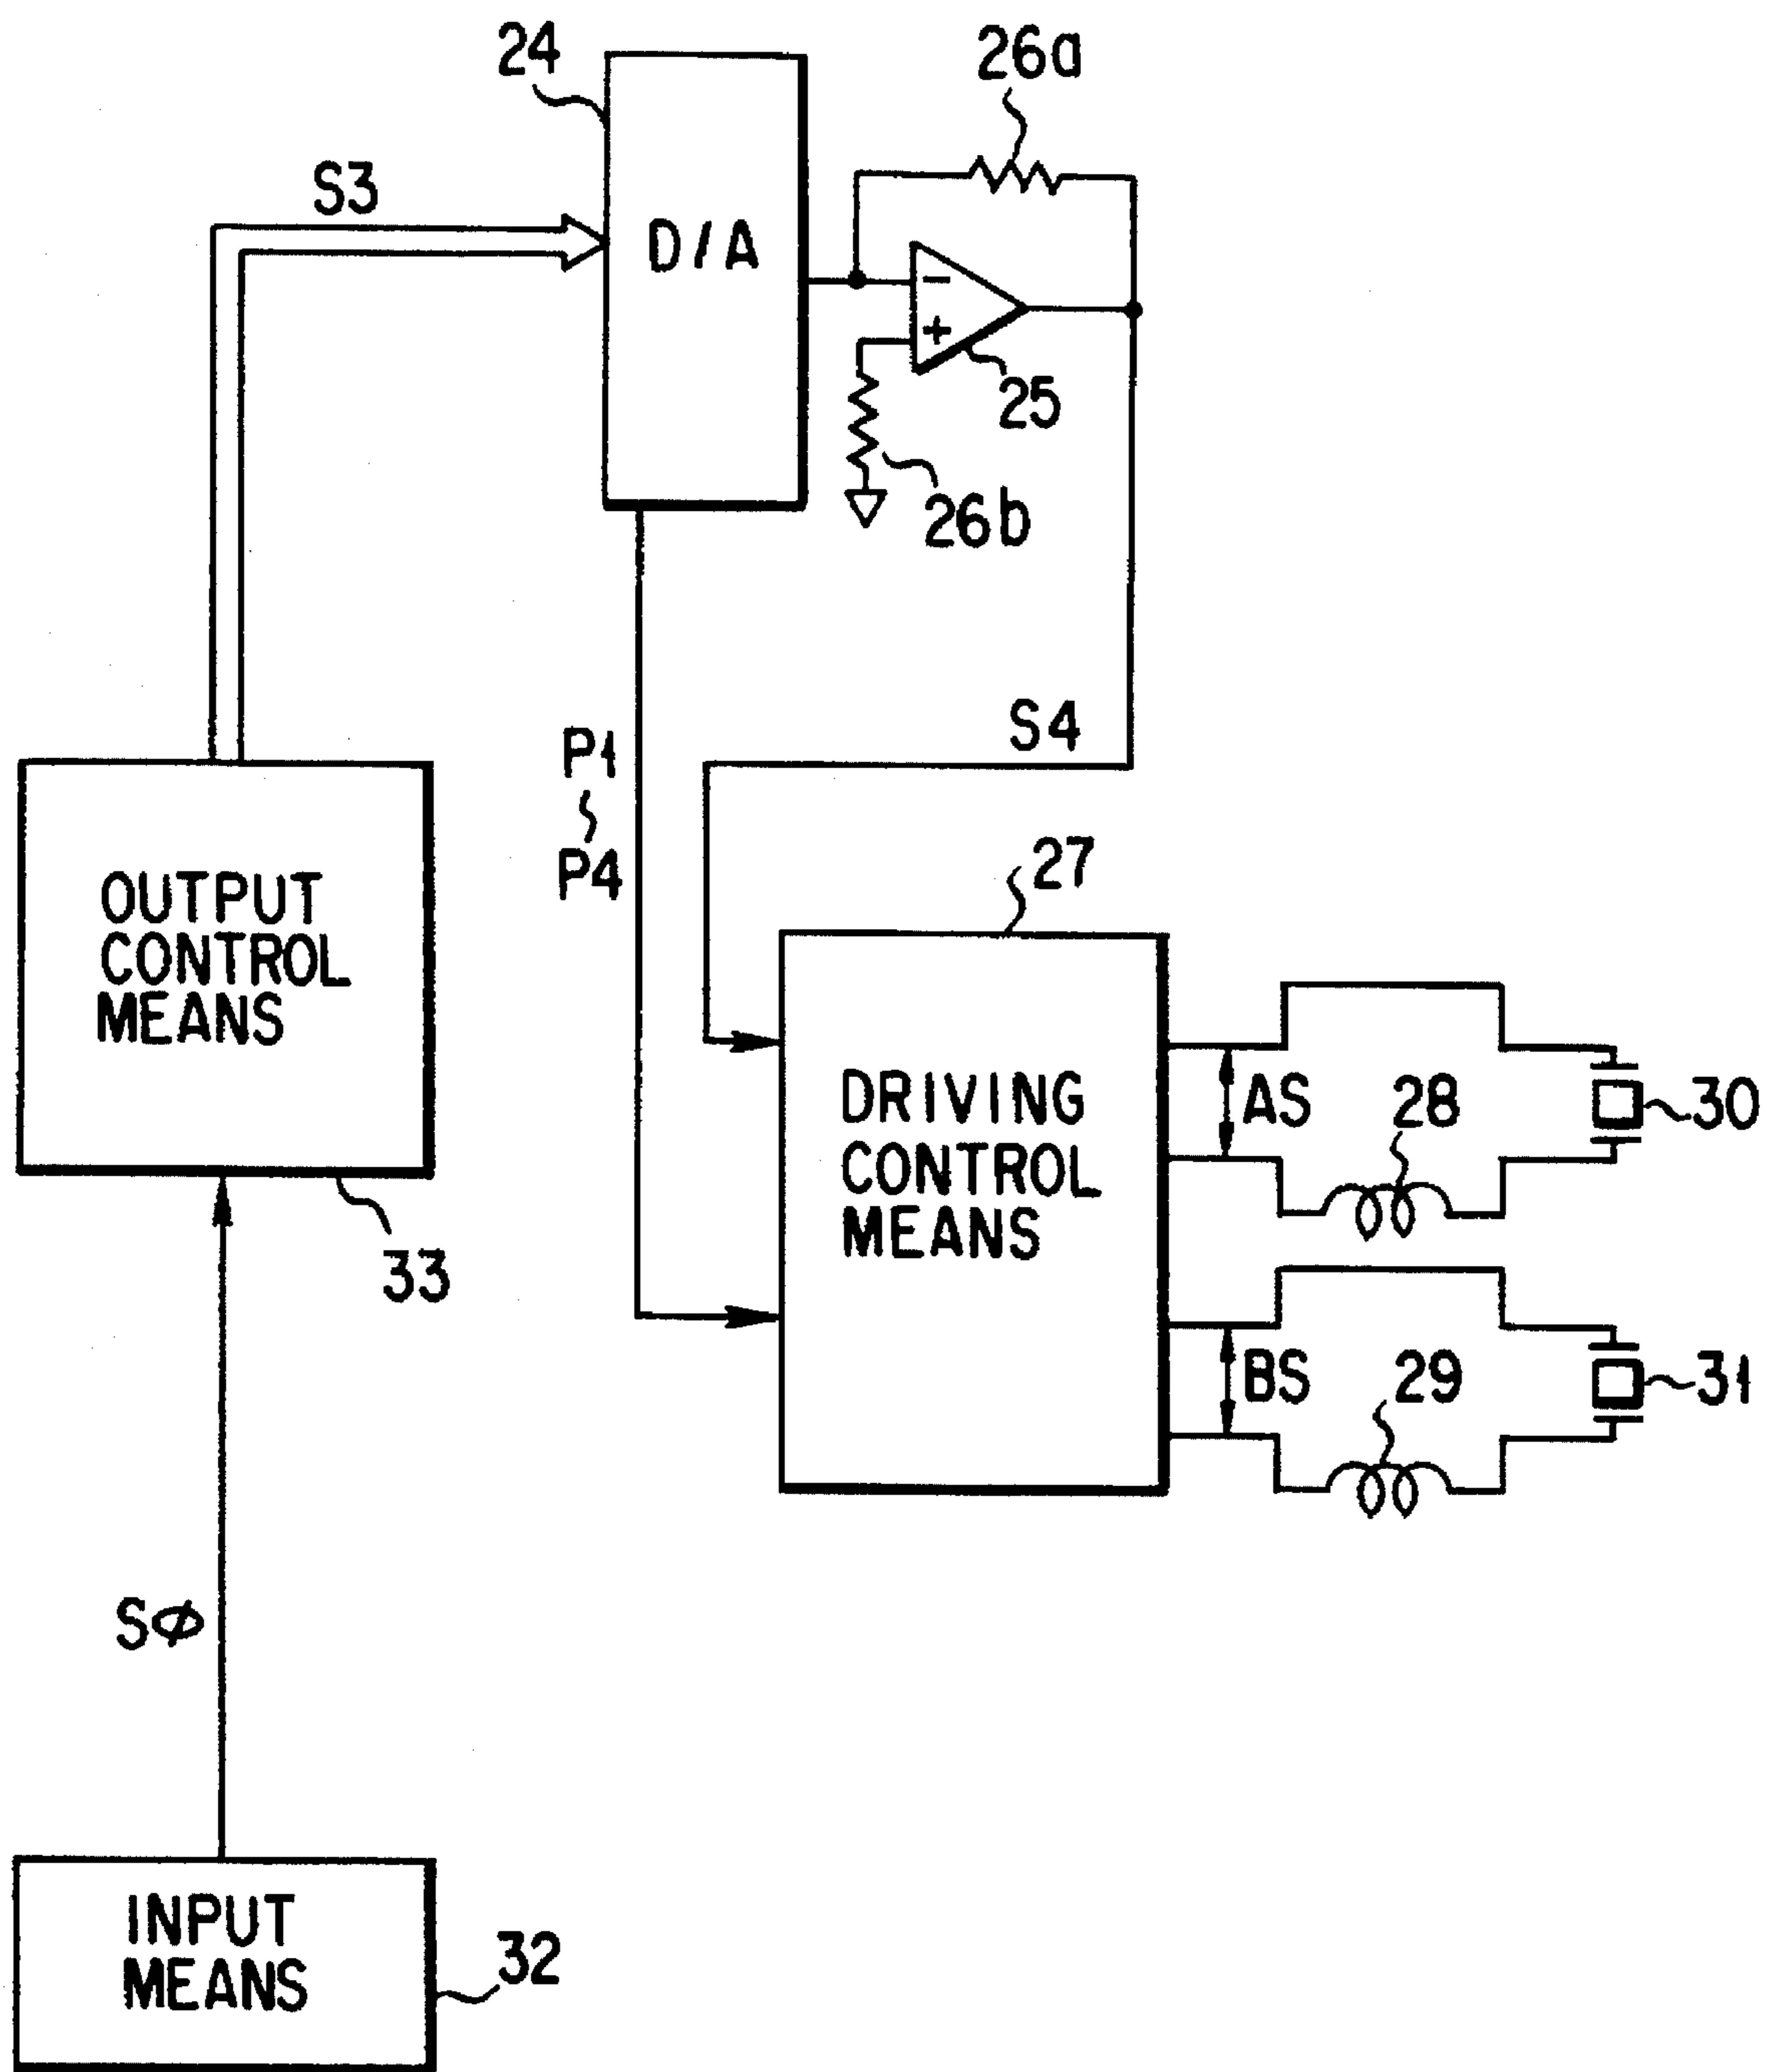 24
26a
S3
D/A
-
+
25
26b
S4
P1
~
P4
27
OUTPUT
CONTROL
MEANS
DRIVING
CONTROL
MEANS
AS
28
30
33
BS
29
31
SΦ
INPUT
MEANS
32